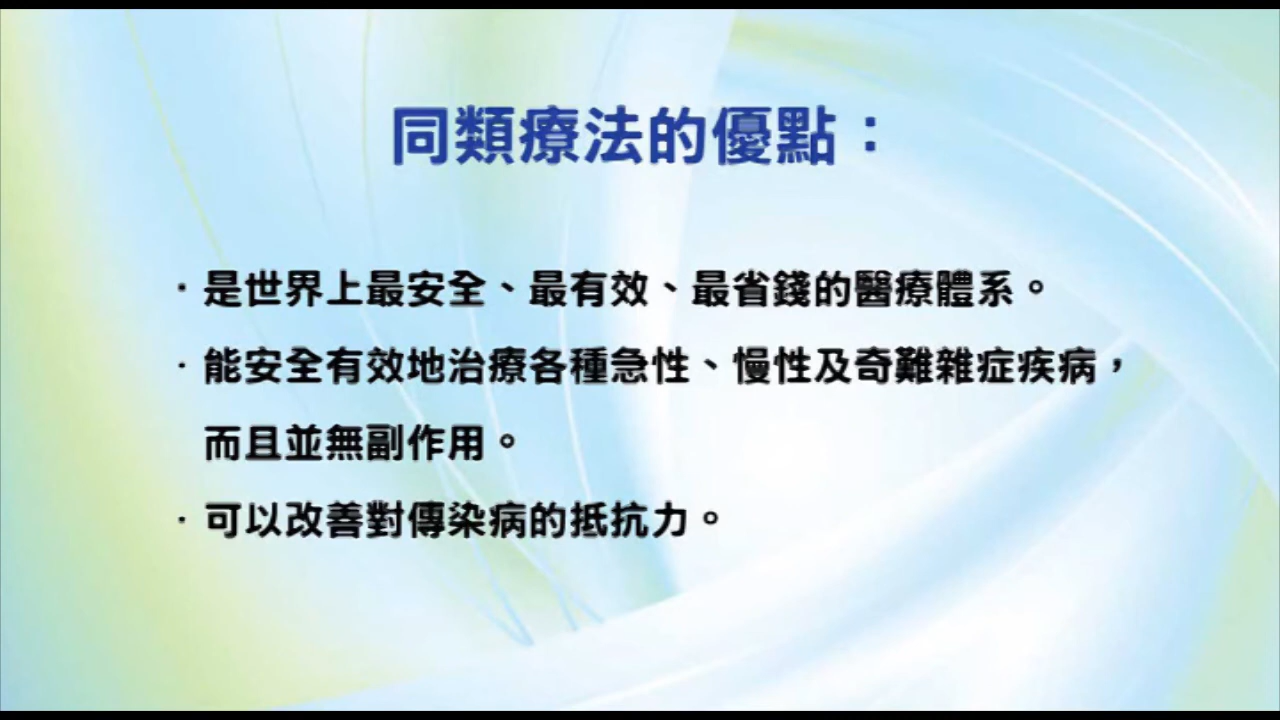 同類療法的優點：
· 是世界上最安全、最有效、最省錢的醫療體系。
· 能安全有效地治療各種急性、慢性及奇難雜症疾病，
而且並無副作用。
· 可以改善對傳染病的抵抗力。